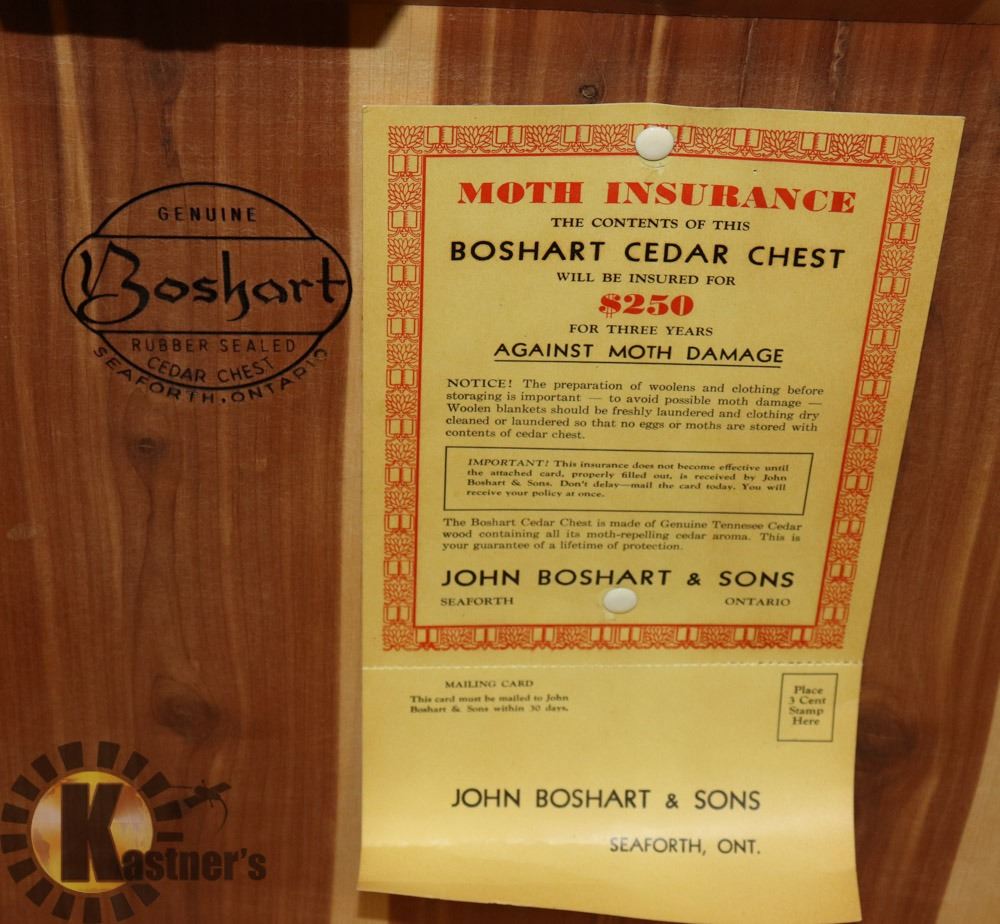 GENUINE
Boshart
RUBBER SEALED
CEDAR CHEST
SEAFORTH, ONTARIO
MOTH INSURANCE
THE CONTENTS OF THIS
BOSHART CEDAR CHEST
WILL BE INSURED FOR
$250
FOR THREE YEARS
AGAINST MOTH DAMAGE
NOTICE! The preparation of woolens and clothing before
storaging is important — to avoid possible moth damage —
Woolen blankets should be freshly laundered and clothing dry
cleaned or laundered so that no eggs or moths are stored with
contents of cedar chest.
IMPORTANT! This insurance does not become effective until
the attached card, properly filled out, is received by John
Boshart & Sons. Don't delay—mail the card today. You will
receive your policy at once.
The Boshart Cedar Chest is made of Genuine Tennesee Cedar
wood containing all its moth-repelling cedar aroma. This is
your guarantee of a lifetime of protection.
JOHN BOSHART & SONS
SEAFORTH ONTARIO
MAILING CARD
This card must be mailed to John
Boshart & Sons within 30 days.
Place
3 Cent
Stamp
Here
JOHN BOSHART & SONS
SEAFORTH, ONT.
Kastner's